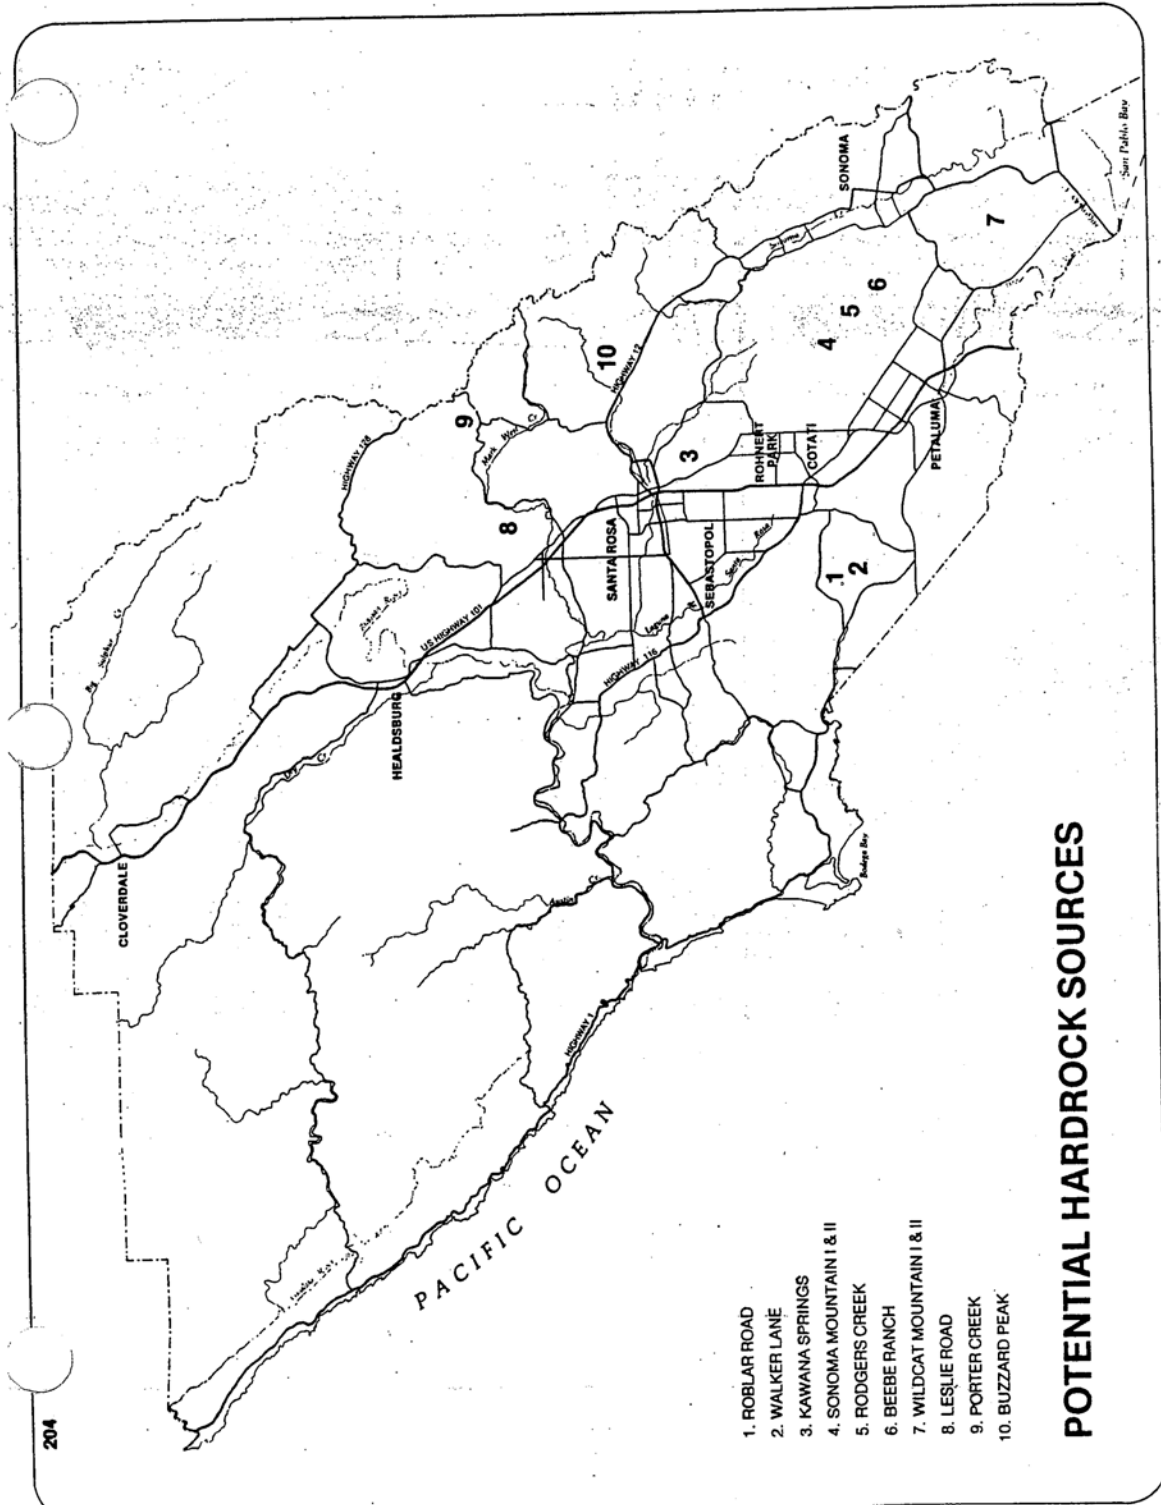 204
CLOVERDALE
HEALDSBURG
US HIGHWAY 101
HIGHWAY 128
Big Sulphur Cr
Mark West Cr
9
8
10
HIGHWAY 12
SANTA ROSA
3
SEBASTOPOL
Santa Rosa
Laguna
HIGHWAY 116
ROHNERT
PARK
COTATI
4
5
6
SONOMA
7
PETALUMA
1
2
San Pablo Bay
Bodega Bay
Austin Cr
HIGHWAY 1
PACIFIC OCEAN
1. ROBLAR ROAD
2. WALKER LANE
3. KAWANA SPRINGS
4. SONOMA MOUNTAIN I & II
5. RODGERS CREEK
6. BEEBE RANCH
7. WILDCAT MOUNTAIN I & II
8. LESLIE ROAD
9. PORTER CREEK
10. BUZZARD PEAK
POTENTIAL HARDROCK SOURCES